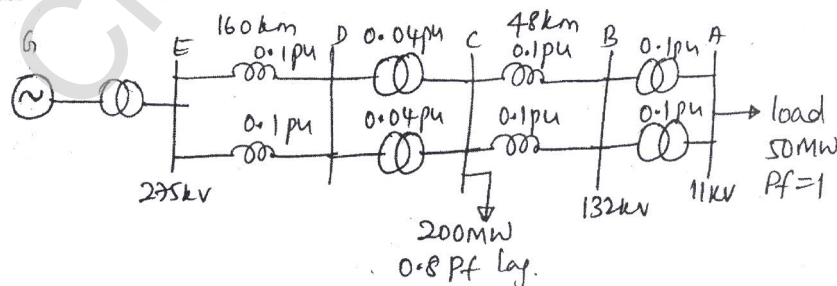 160km 48km
G E 0.1pu D 0.04pu C 0.1pu B 0.1pu A
0.1pu 0.04pu 0.1pu 0.1pu load
50MW
Pf=1
275kv 132kv 11kv
200MW
0.8 Pf lag.